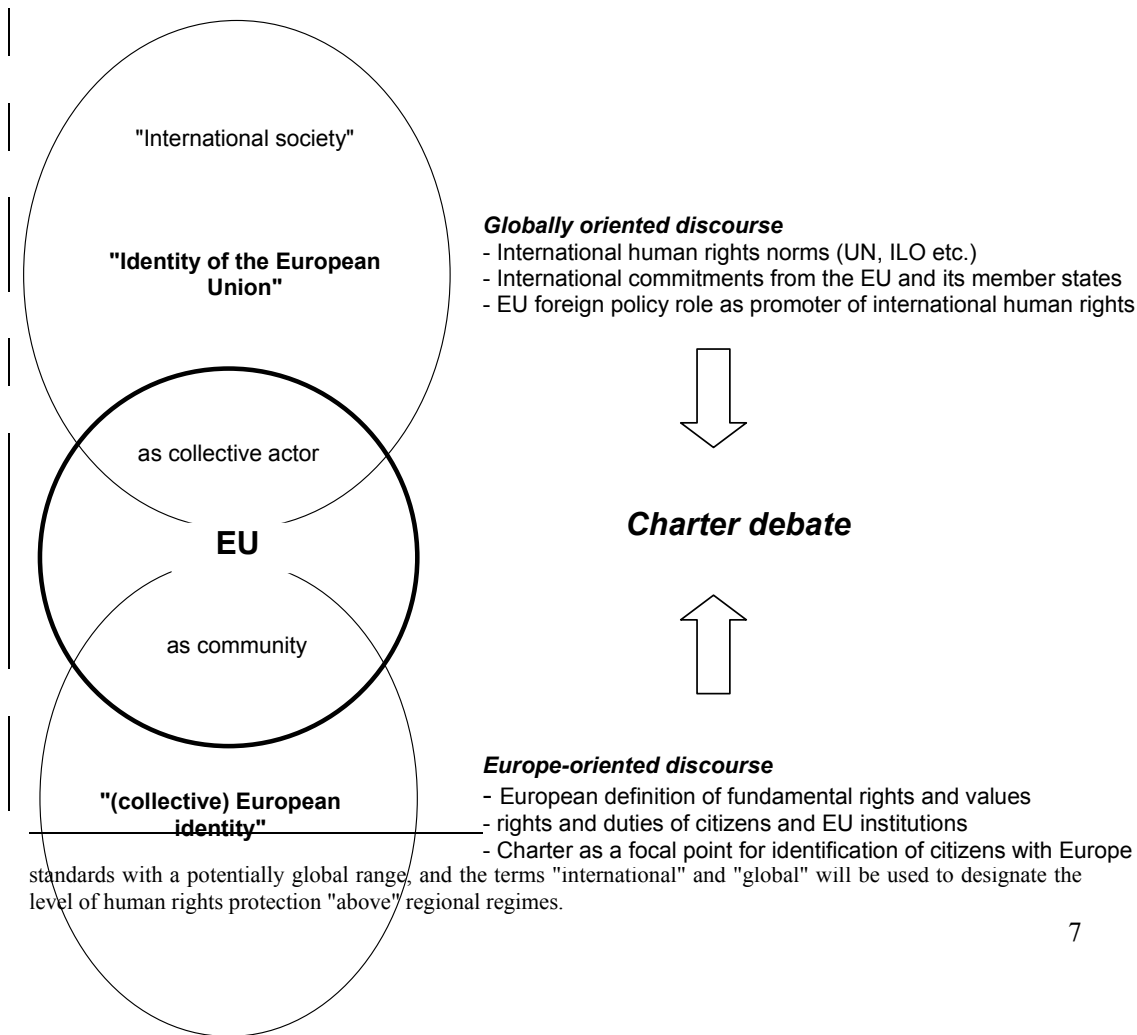 "International society"
"Identity of the European
Union"
as collective actor
EU
as community
"(collective) European
identity"
Globally oriented discourse
- International human rights norms (UN, ILO etc.)
- International commitments from the EU and its member states
- EU foreign policy role as promoter of international human rights
Charter debate
Europe-oriented discourse
- European definition of fundamental rights and values
- rights and duties of citizens and EU institutions
- Charter as a focal point for identification of citizens with Europe
standards with a potentially global range, and the terms "international" and "global" will be used to designate the
level of human rights protection "above" regional regimes.
7